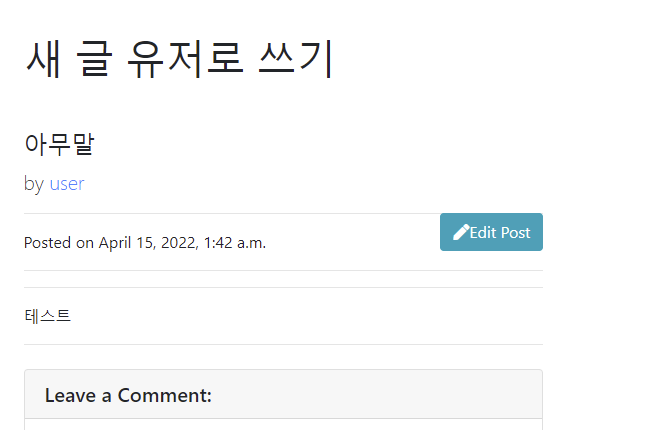 새 글 유저로 쓰기
아무말
by user
Posted on April 15, 2022, 1:42 a.m.
Edit Post
테스트
Leave a Comment: